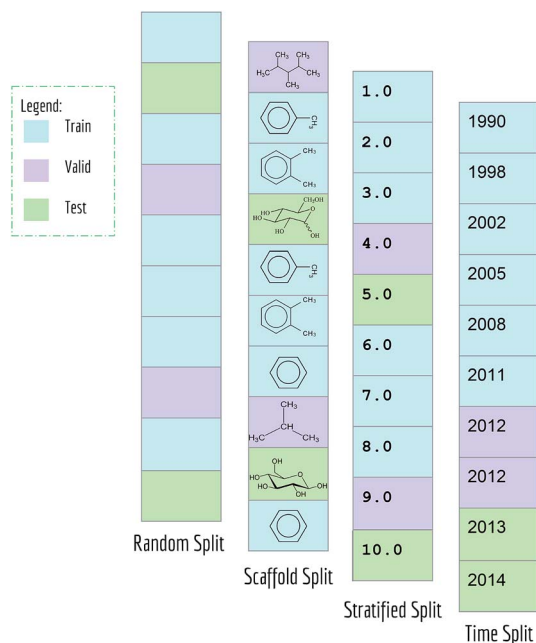 Legend:
Train
Valid
Test
Random Split
CH₃ CH₃
H₃C CH₃
CH₃
CH₃
CH₃
CH₃
CH₂OH
HO O
HO
HO OH
CH₃
CH₃
CH₃
CH₃
CH
H₃C CH₃
OH
HO O
HO OH
OH
Scaffold Split
1.0
2.0
3.0
4.0
5.0
6.0
7.0
8.0
9.0
10.0
Stratified Split
1990
1998
2002
2005
2008
2011
2012
2012
2013
2014
Time Split